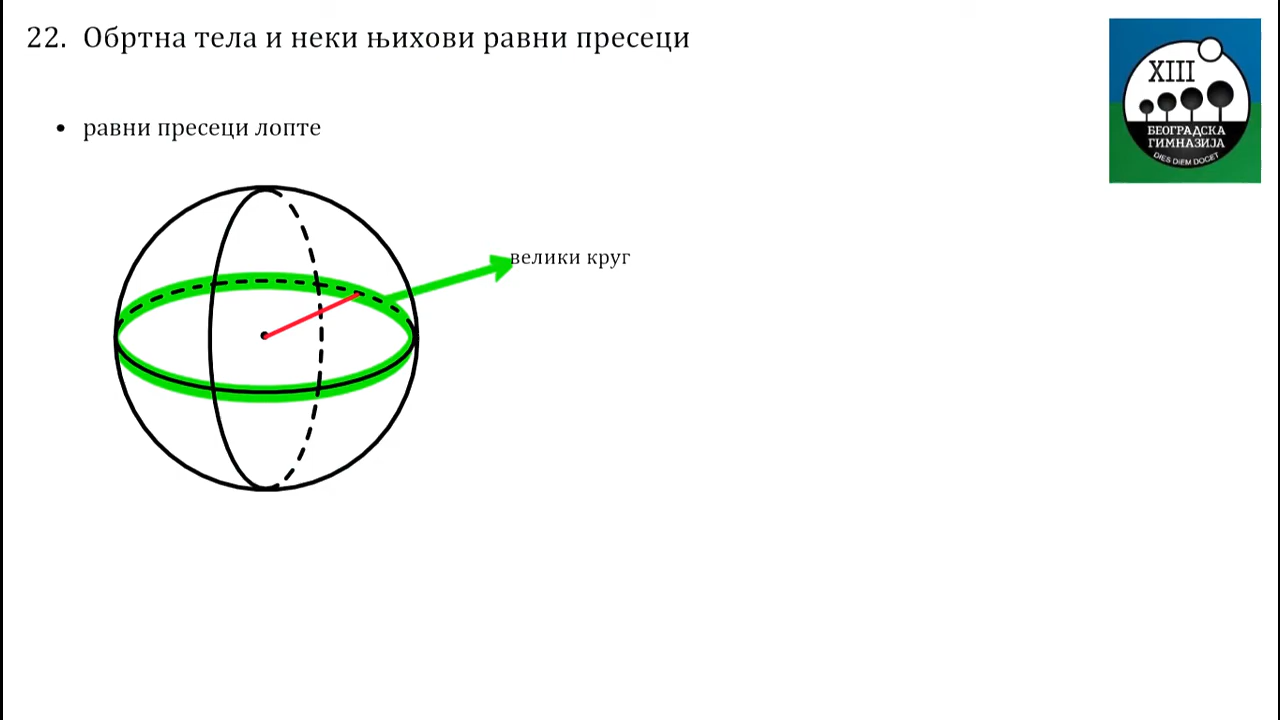 22. Обртна тела и неки њихови равни пресеци
• равни пресеци лопте
велики круг
XIII
БЕОГРАДСКА
ГИМНАЗИЈА
DIES DIEM DOCET